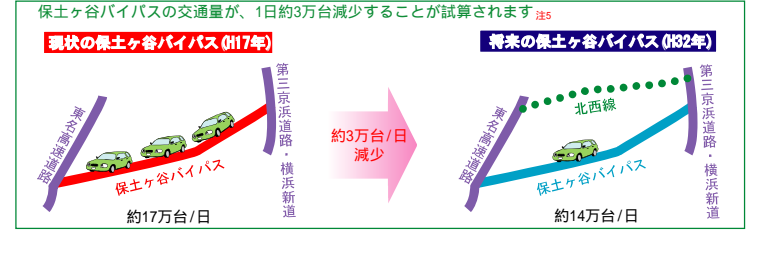 保土ヶ谷バイパスの交通量が、1日約3万台減少することが試算されます 注5
現状の保土ヶ谷バイパス(H17年)
東名高速道路
保土ヶ谷バイパス
第三京浜道路・横浜新道
約17万台/日
約3万台/日
減少
将来の保土ヶ谷バイパス(H32年)
東名高速道路
北西線
保土ヶ谷バイパス
第三京浜道路・横浜新道
約14万台/日